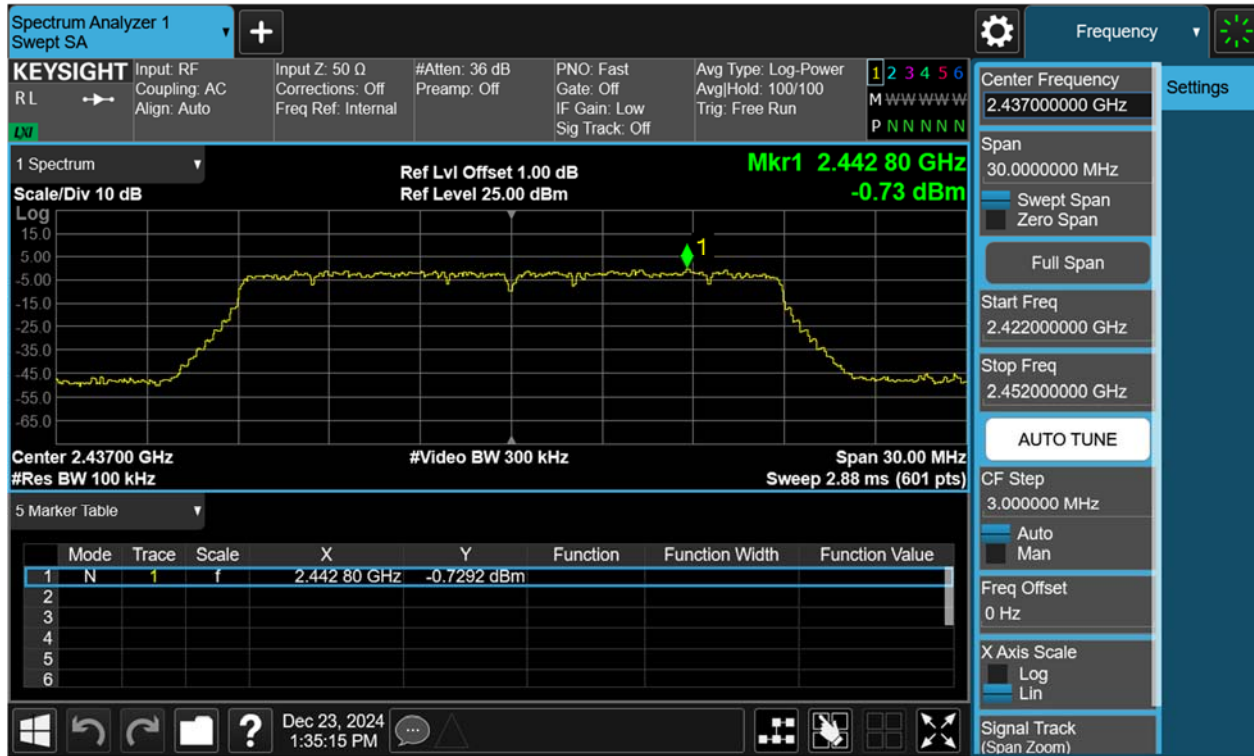 Spectrum Analyzer 1
Swept SA
+
Frequency
KEYSIGHT
RL
LXI
Input: RF
Coupling: AC
Align: Auto
Input Z: 50 Ω
Corrections: Off
Freq Ref: Internal
#Atten: 36 dB
Preamp: Off
PNO: Fast
Gate: Off
IF Gain: Low
Sig Track: Off
Avg Type: Log-Power
Avg|Hold: 100/100
Trig: Free Run
1 2 3 4 5 6
M W W W W W
P N N N N N
1 Spectrum
Scale/Div 10 dB
Ref Lvl Offset 1.00 dB
Ref Level 25.00 dBm
Mkr1 2.442 80 GHz
-0.73 dBm
Log
15.0
5.00
-5.00
-15.0
-25.0
-35.0
-45.0
-55.0
-65.0
1
Center 2.43700 GHz
#Video BW 300 kHz
Span 30.00 MHz
#Res BW 100 kHz
Sweep 2.88 ms (601 pts)
5 Marker Table
Mode Trace Scale X Y Function Function Width Function Value
1 N 1 f 2.442 80 GHz -0.7292 dBm
2
3
4
5
6
Dec 23, 2024
1:35:15 PM
?
Center Frequency
2.437000000 GHz
Settings
Span
30.0000000 MHz
Swept Span
Zero Span
Full Span
Start Freq
2.422000000 GHz
Stop Freq
2.452000000 GHz
AUTO TUNE
CF Step
3.000000 MHz
Auto
Man
Freq Offset
0 Hz
X Axis Scale
Log
Lin
Signal Track
(Span Zoom)